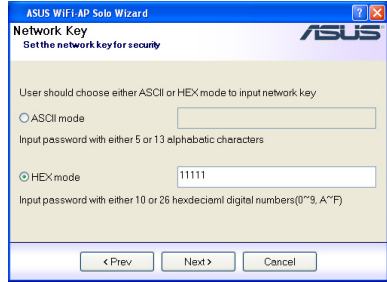 ASUS WiFi-AP Solo Wizard
Network Key
Set the network key for security
ASUS
User should choose either ASCII or HEX mode to input network key
ASCII mode
Input password with either 5 or 13 alphabatic characters
HEX mode
11111
Input password with either 10 or 26 hexdeciaml digital numbers(0~9, A~F)
< Prev
Next >
Cancel